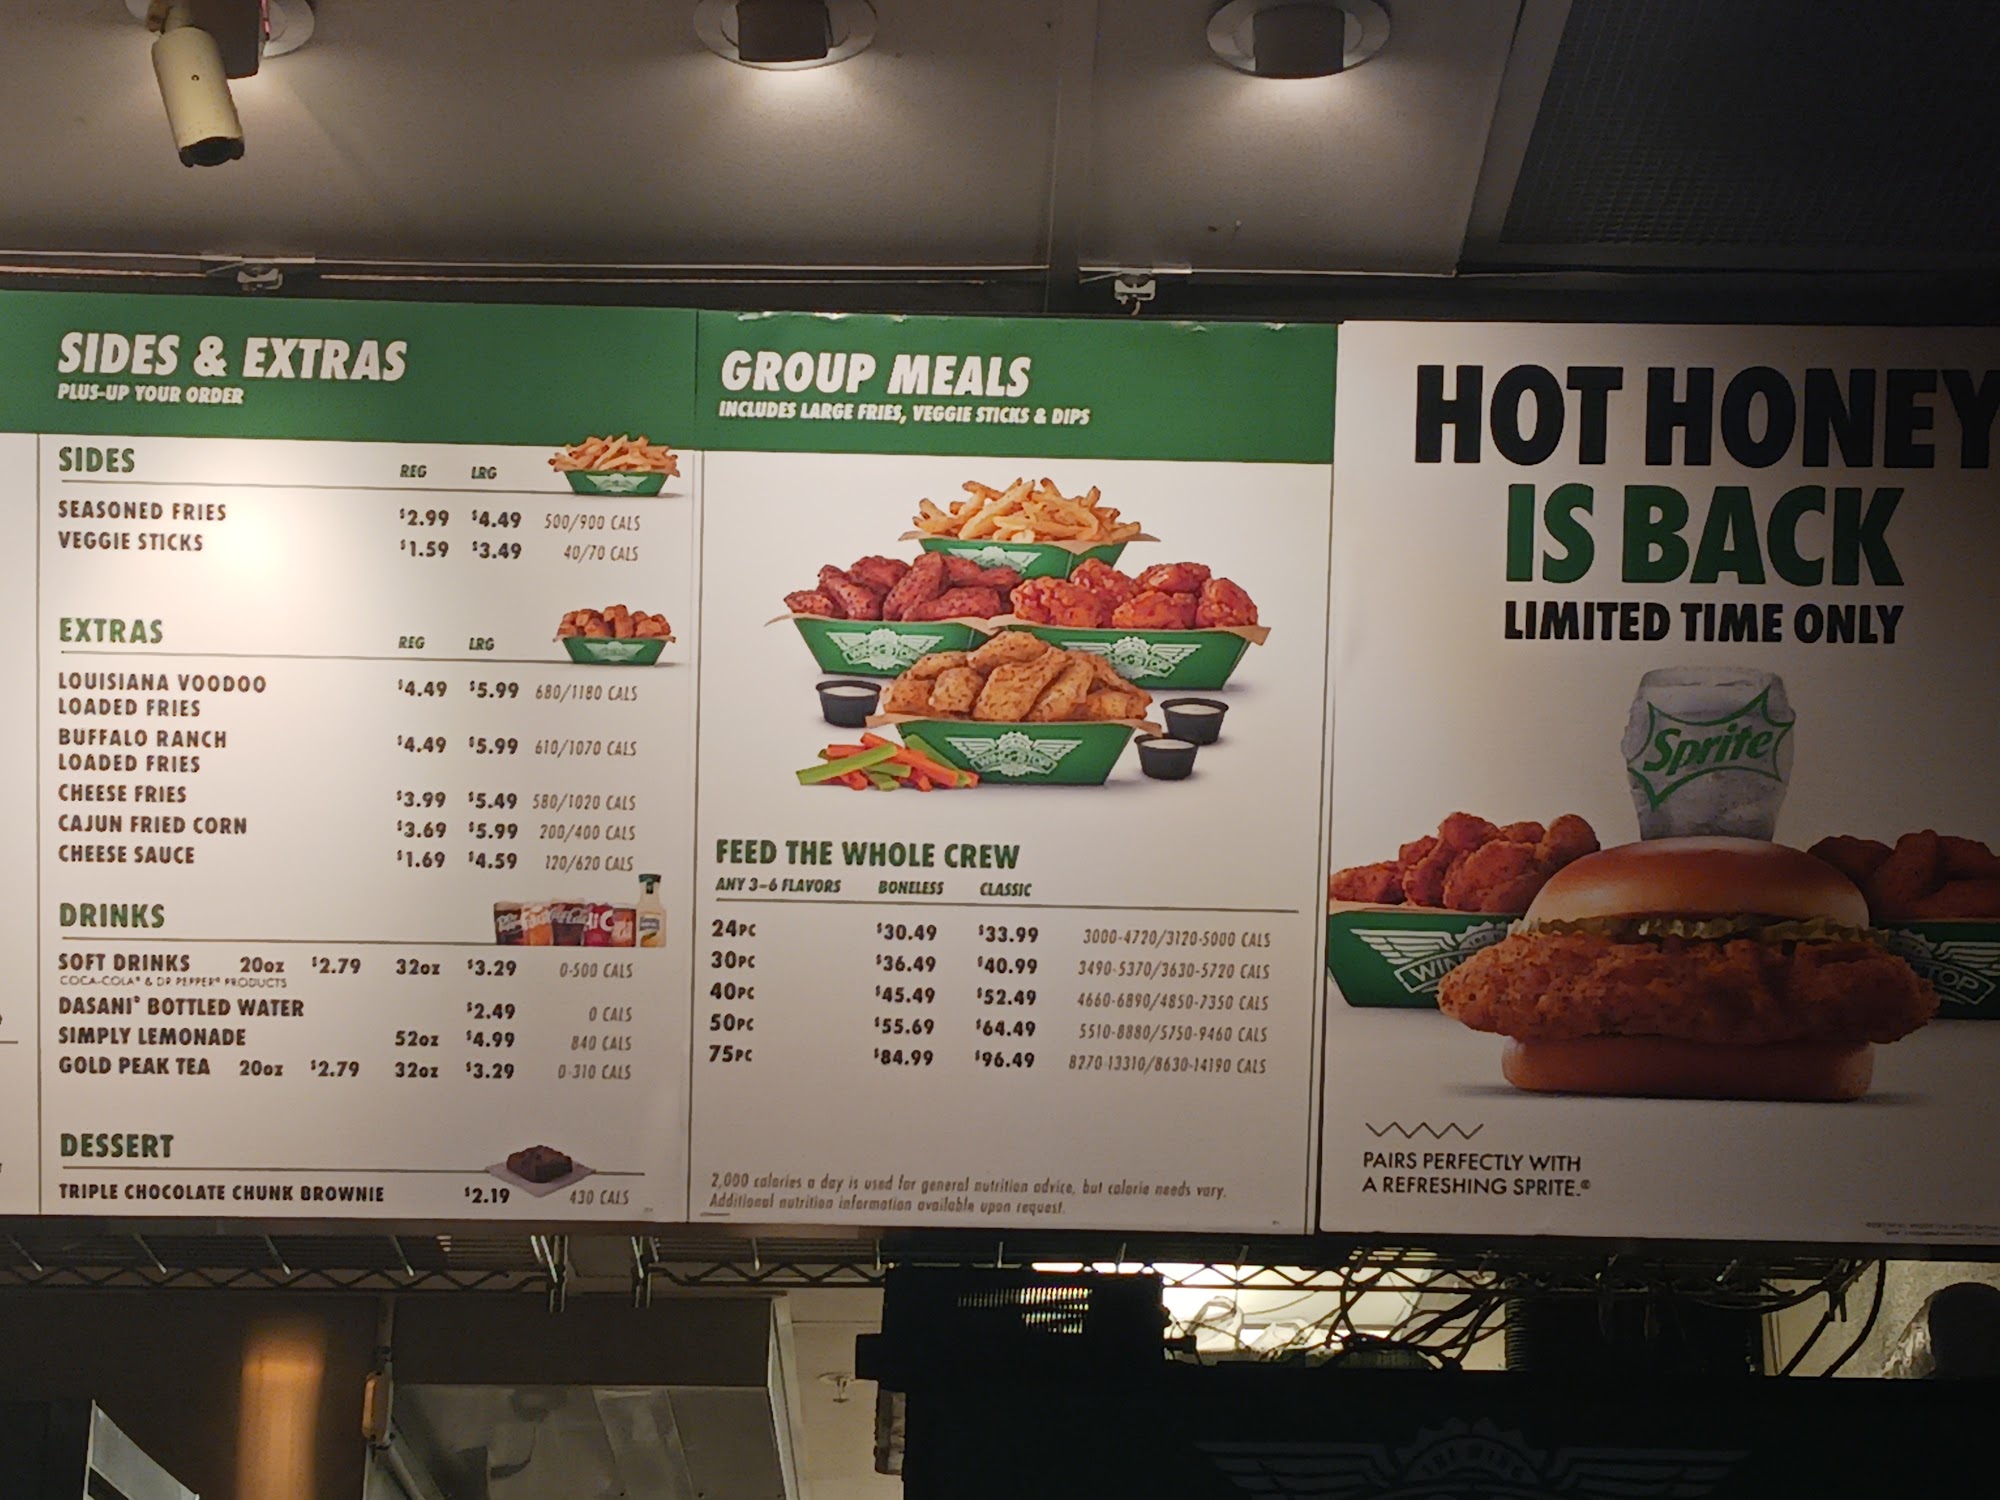 SIDES & EXTRAS
PLUS-UP YOUR ORDER
SIDES REG LRG
SEASONED FRIES $2.99 $4.49 500/900 CALS
VEGGIE STICKS $1.59 $3.49 40/70 CALS
EXTRAS REG LRG
LOUISIANA VOODOO
LOADED FRIES $4.49 $5.99 680/1180 CALS
BUFFALO RANCH
LOADED FRIES $4.49 $5.99 610/1070 CALS
CHEESE FRIES $3.99 $5.49 580/1020 CALS
CAJUN FRIED CORN $3.69 $5.99 200/400 CALS
CHEESE SAUCE $1.69 $4.59 120/620 CALS
DRINKS
SOFT DRINKS 20oz $2.79 32oz $3.29 0-500 CALS
COCA-COLA® & DR PEPPER® PRODUCTS
DASANI® BOTTLED WATER $2.49 0 CALS
SIMPLY LEMONADE 52oz $4.99 840 CALS
GOLD PEAK TEA 20oz $2.79 32oz $3.29 0-310 CALS
DESSERT
TRIPLE CHOCOLATE CHUNK BROWNIE $2.19 430 CALS
GROUP MEALS
INCLUDES LARGE FRIES, VEGGIE STICKS & DIPS
WINGSTOP
FEED THE WHOLE CREW
ANY 3-6 FLAVORS BONELESS CLASSIC
24PC $30.49 $33.99 3000-4720/3120-5000 CALS
30PC $36.49 $40.99 3490-5370/3630-5720 CALS
40PC $45.49 $52.49 4660-6890/4850-7350 CALS
50PC $55.69 $64.49 5510-8880/5750-9460 CALS
75PC $84.99 $96.49 8270-13310/8630-14190 CALS
2,000 calories a day is used for general nutrition advice, but calorie needs vary.
Additional nutrition information available upon request.
HOT HONEY
IS BACK
LIMITED TIME ONLY
Sprite
PAIRS PERFECTLY WITH
A REFRESHING SPRITE.®